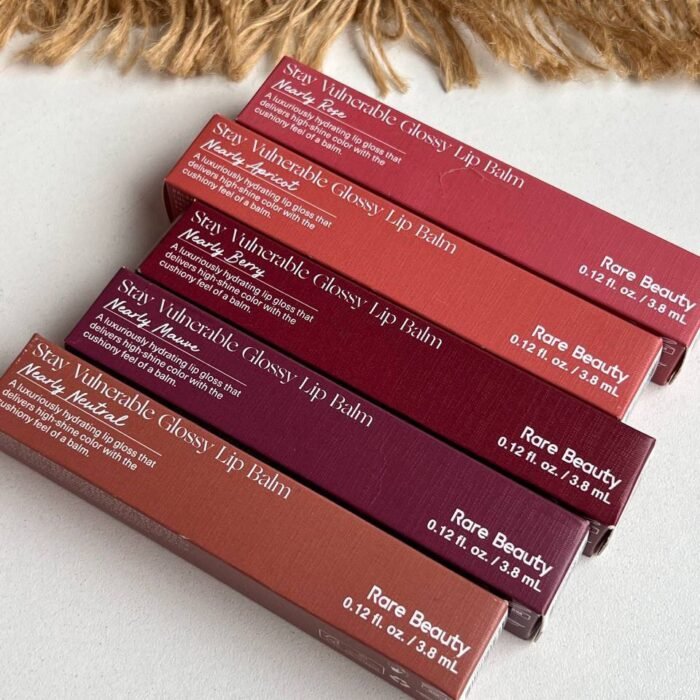 Stay Vulnerable Glossy Lip Balm
Nearly Rose
A luxuriously hydrating lip gloss that
delivers high-shine color with the
cushiony feel of a balm.
Rare Beauty
0.12 fl. oz. / 3.8 mL
Stay Vulnerable Glossy Lip Balm
Nearly Apricot
A luxuriously hydrating lip gloss that
delivers high-shine color with the
cushiony feel of a balm.
Rare Beauty
0.12 fl. oz. / 3.8 mL
Stay Vulnerable Glossy Lip Balm
Nearly Berry
A luxuriously hydrating lip gloss that
delivers high-shine color with the
cushiony feel of a balm.
Rare Beauty
0.12 fl. oz. / 3.8 mL
Stay Vulnerable Glossy Lip Balm
Nearly Mauve
A luxuriously hydrating lip gloss that
delivers high-shine color with the
cushiony feel of a balm.
Rare Beauty
0.12 fl. oz. / 3.8 mL
Stay Vulnerable Glossy Lip Balm
Nearly Neutral
A luxuriously hydrating lip gloss that
delivers high-shine color with the
cushiony feel of a balm.
Rare Beauty
0.12 fl. oz. / 3.8 mL